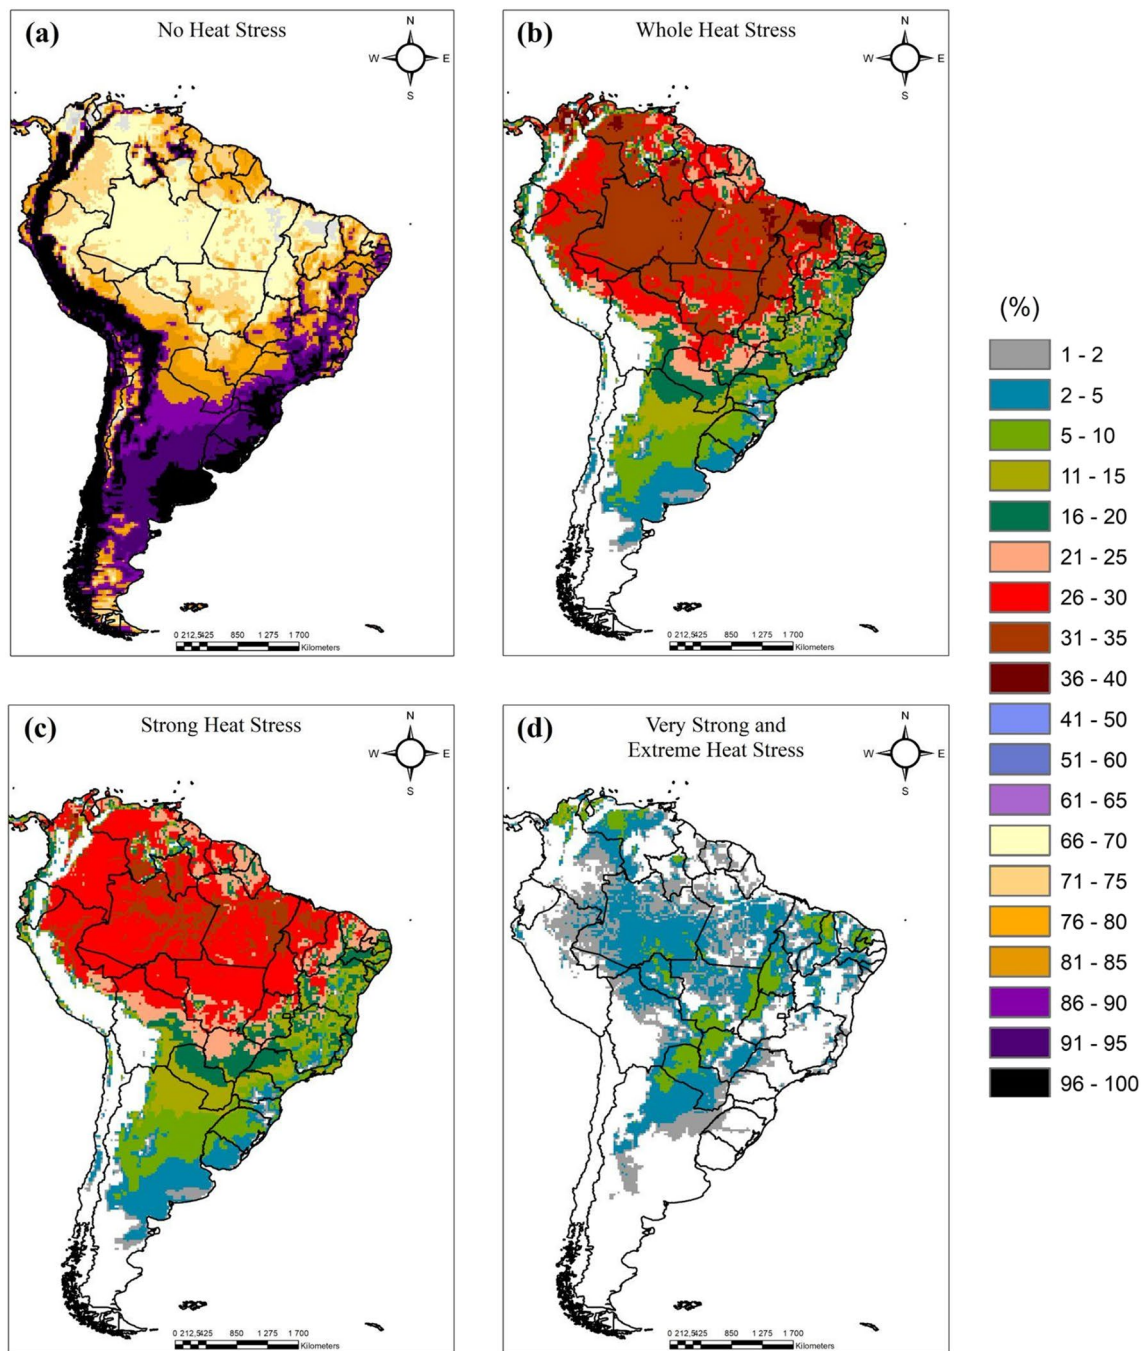 (a)
No Heat Stress
N
W
E
S
0 212,5425 850 1 275 1 700
Kilometers
(b)
Whole Heat Stress
N
W
E
S
0 212,5425 850 1 275 1 700
Kilometers
(c)
Strong Heat Stress
N
W
E
S
0 212,5425 850 1 275 1 700
Kilometers
(d)
Very Strong and
Extreme Heat Stress
N
W
E
S
0 212,5425 850 1 275 1 700
Kilometers
(%)
1 - 2
2 - 5
5 - 10
11 - 15
16 - 20
21 - 25
26 - 30
31 - 35
36 - 40
41 - 50
51 - 60
61 - 65
66 - 70
71 - 75
76 - 80
81 - 85
86 - 90
91 - 95
96 - 100